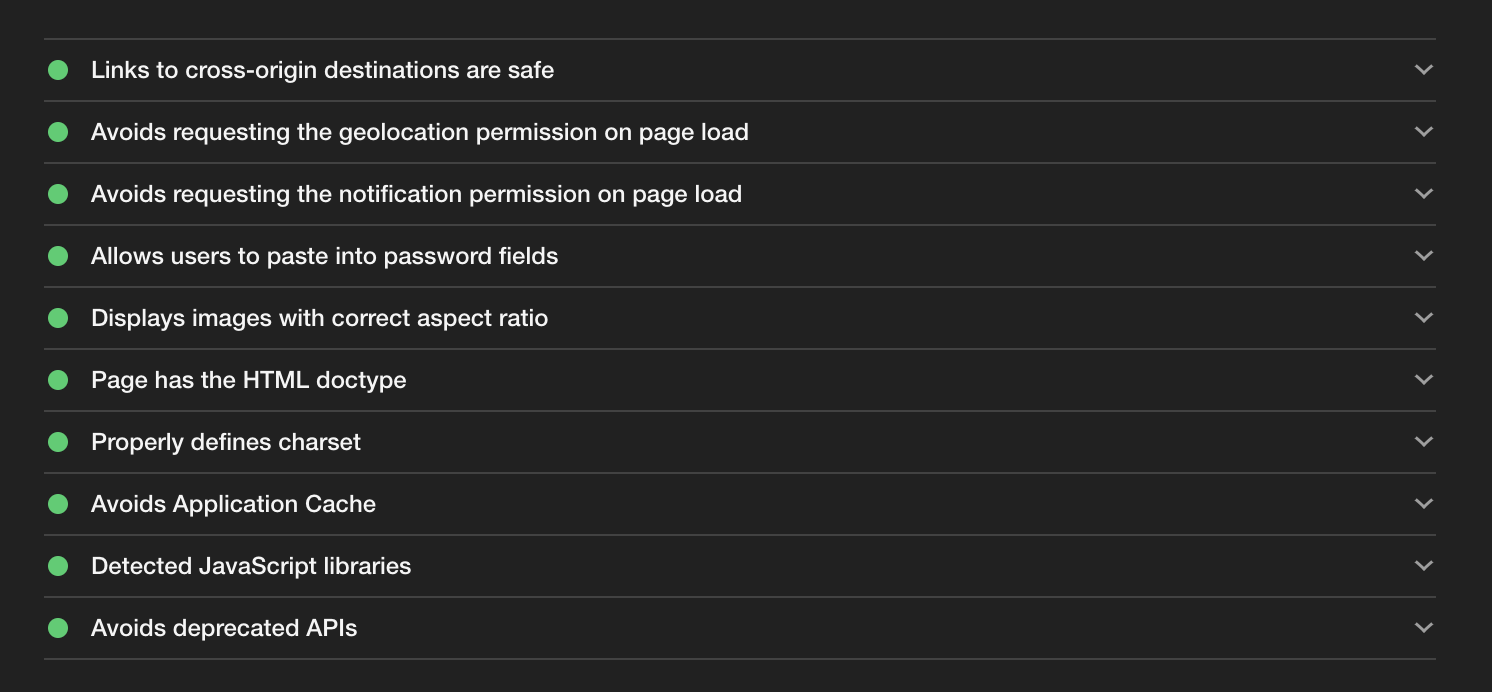 Links to cross-origin destinations are safe
Avoids requesting the geolocation permission on page load
Avoids requesting the notification permission on page load
Allows users to paste into password fields
Displays images with correct aspect ratio
Page has the HTML doctype
Properly defines charset
Avoids Application Cache
Detected JavaScript libraries
Avoids deprecated APIs